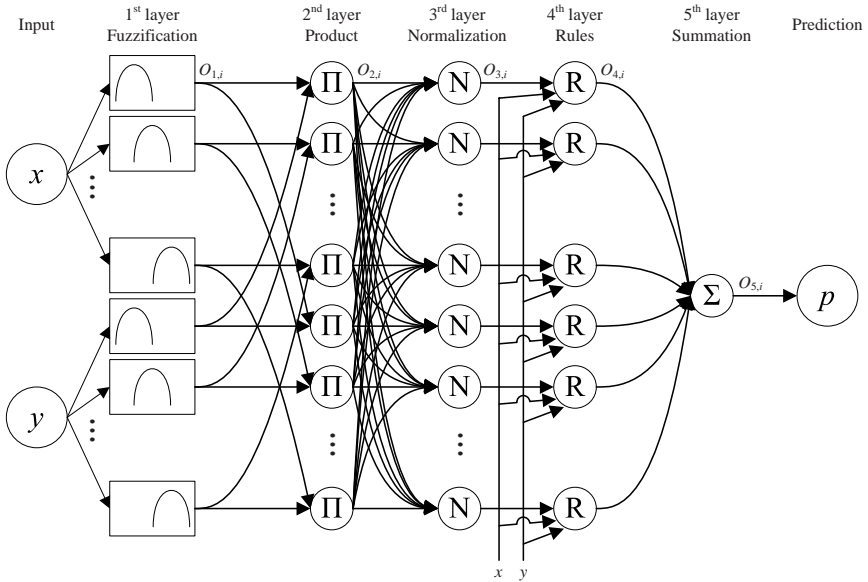 Input
1st layer
Fuzzification
2nd layer
Product
3rd layer
Normalization
4th layer
Rules
5th layer
Summation
Prediction
O1,i
O2,i
O3,i
O4,i
Π
N
R
Π
N
R
x
...
...
...
Π
N
R
Σ
O5,i
p
Π
N
R
Π
N
R
y
...
...
...
Π
N
R
x
y